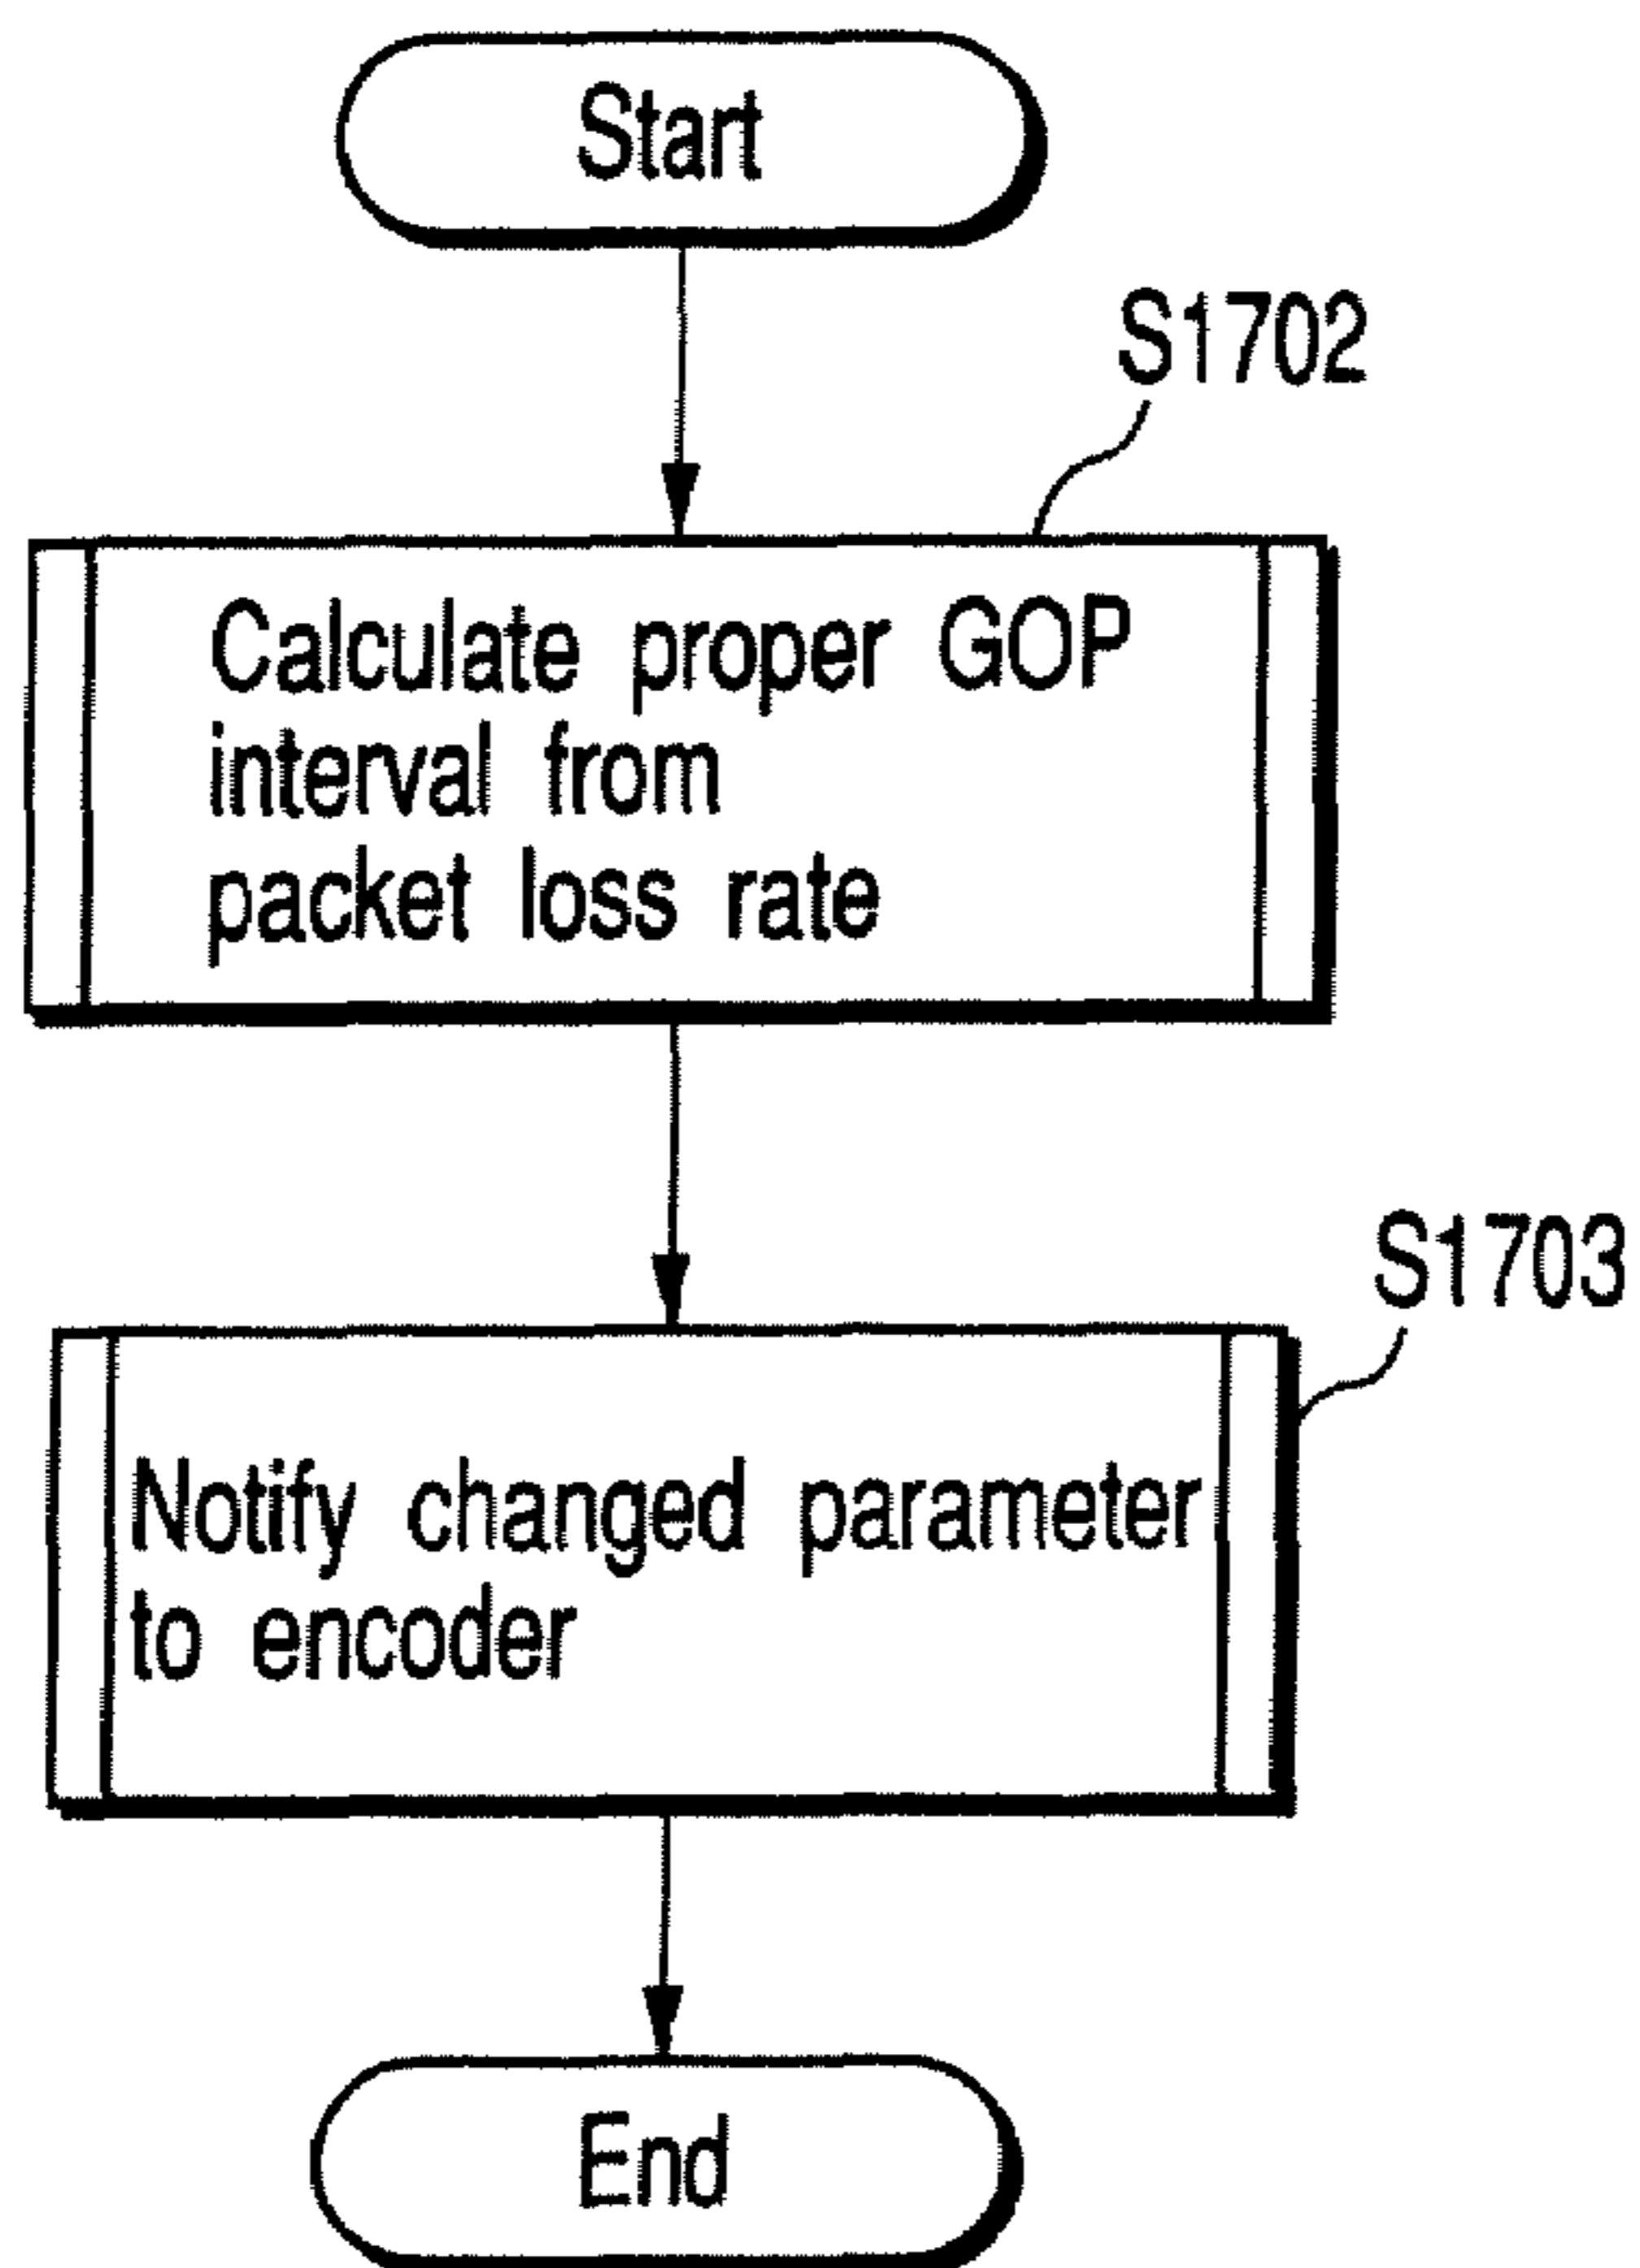 Start
S1702
Calculate proper GOP
interval from
packet loss rate
S1703
Notify changed parameter
to encoder
End